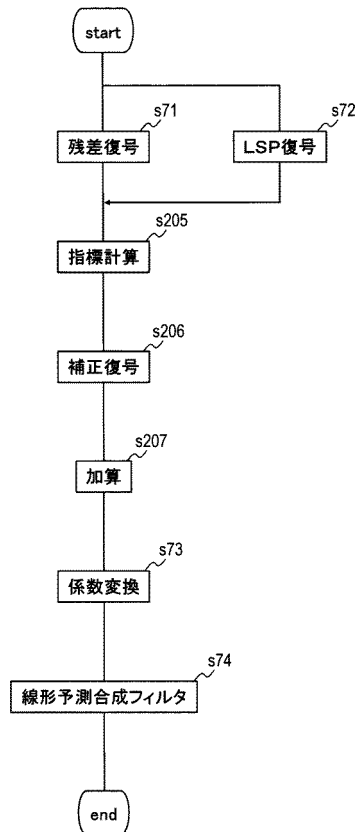 start
s71
s72
残差復号
LSP復号
s205
指標計算
s206
補正復号
s207
加算
s73
係数変換
s74
線形予測合成フィルタ
end